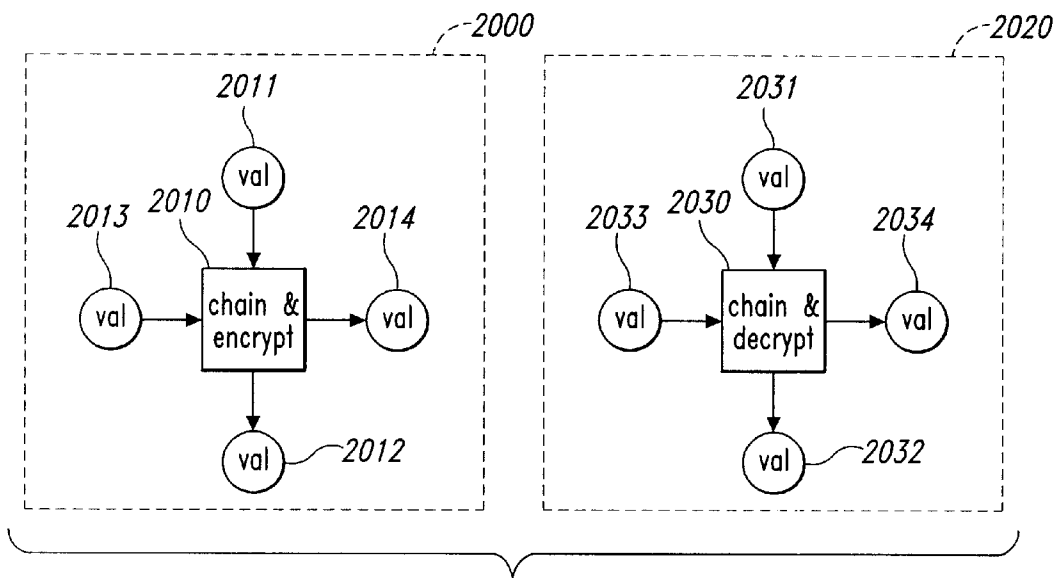 2000
2011
val
2010
2013
2014
val
chain &
encrypt
val
val
2012
2020
2031
val
2030
2033
2034
val
chain &
decrypt
val
val
2032